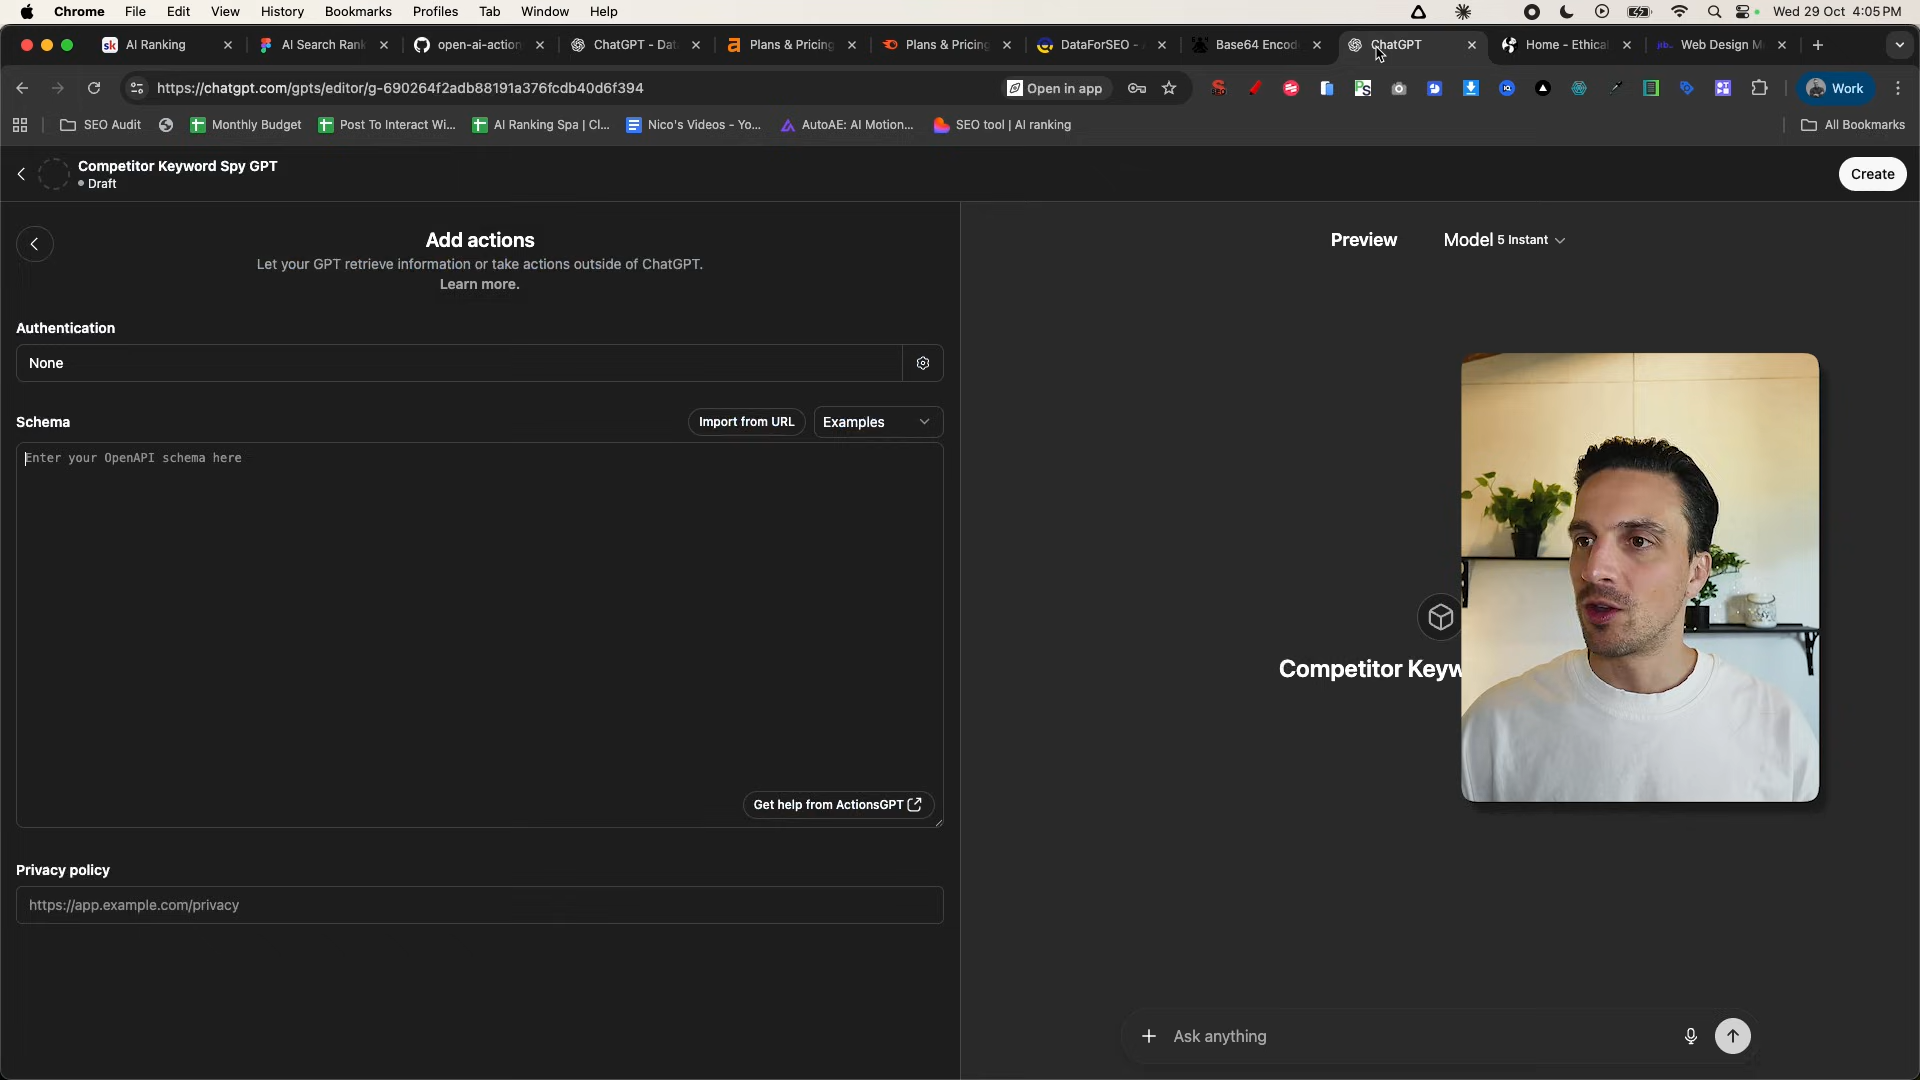 Chrome File Edit View History Bookmarks Profiles Tab Window Help
Wed 29 Oct 4:05 PM
AI Ranking
AI Search Rank
open-ai-action
ChatGPT - Dat
Plans & Pricing
Plans & Pricing
DataForSEO -
Base64 Encod
ChatGPT
Home - Ethical
Web Design M
https://chatgpt.com/gpts/editor/g-690264f2adb88191a376fcdb40d6f394
Open in app
Work
SEO Audit
Monthly Budget
Post To Interact Wi...
AI Ranking Spa | Cl...
Nico's Videos - Yo...
AutoAE: AI Motion...
SEO tool | AI ranking
All Bookmarks
Competitor Keyword Spy GPT
Draft
Create
Add actions
Let your GPT retrieve information or take actions outside of ChatGPT.
Learn more.
Authentication
None
Schema
Import from URL
Examples
Enter your OpenAPI schema here
Get help from ActionsGPT
Privacy policy
https://app.example.com/privacy
Preview
Model 5 Instant
Competitor Keyw
Ask anything